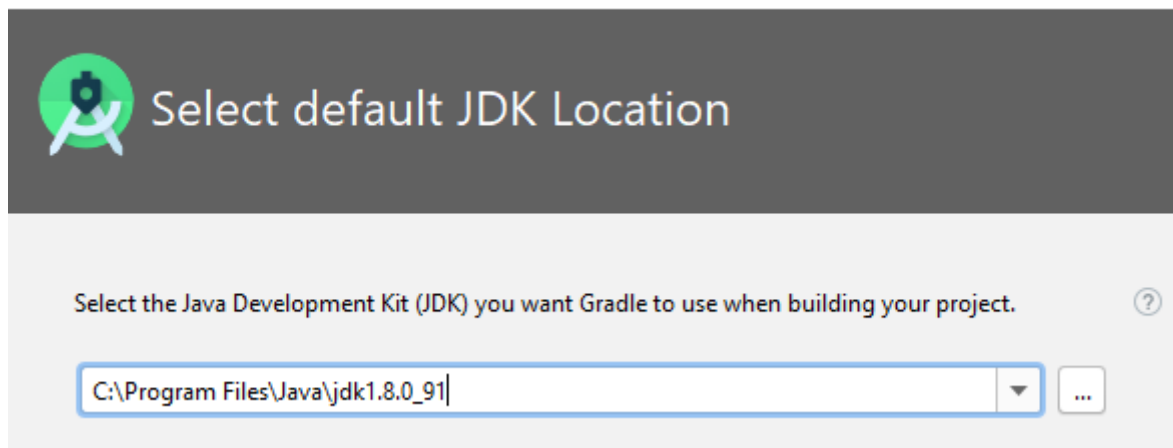 Select default JDK Location
Select the Java Development Kit (JDK) you want Gradle to use when building your project.
?
C:\Program Files\Java\jdk1.8.0_91
...